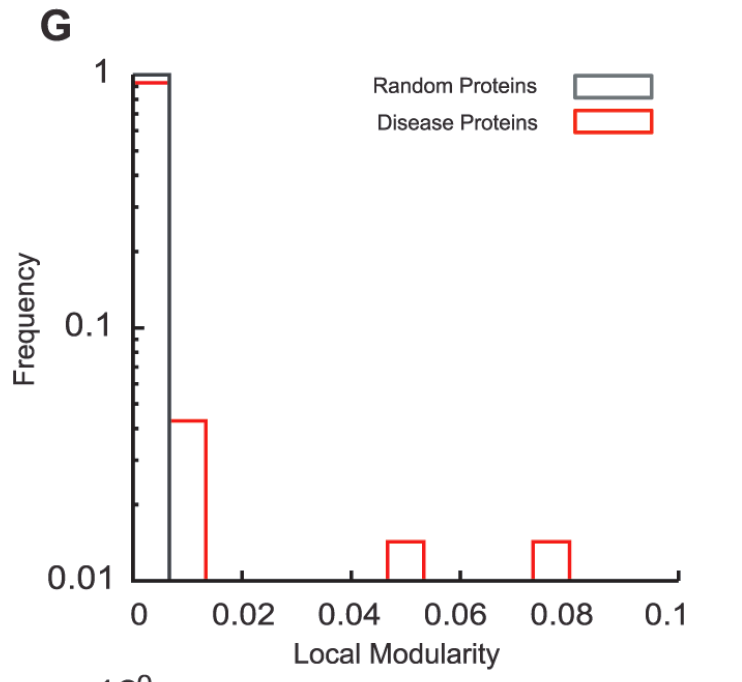 G
1
Random Proteins
Disease Proteins
Frequency
0.1
0.01
0 0.02 0.04 0.06 0.08 0.1
Local Modularity